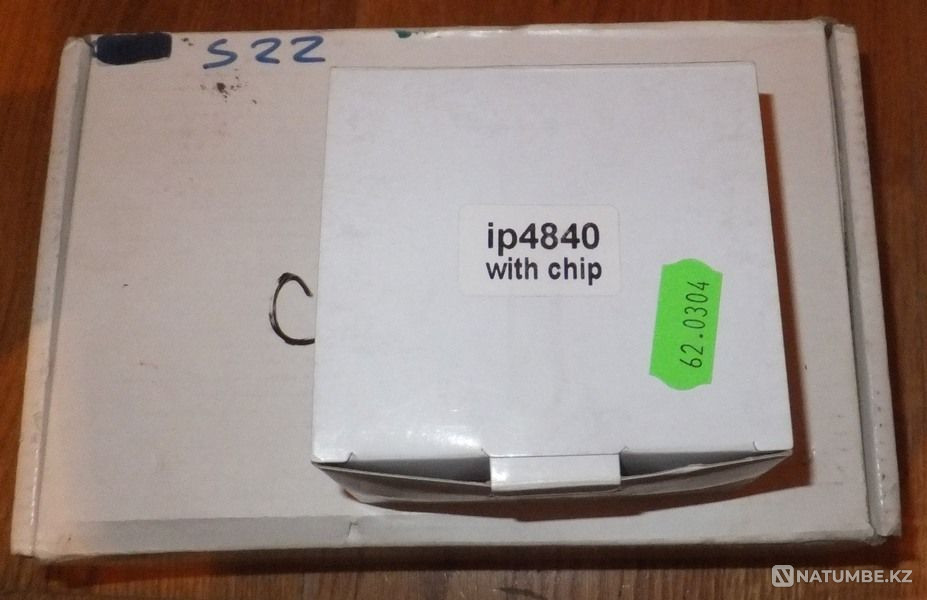 S22
ip4840
with chip
62.0304
C
NATUMBE.KZ